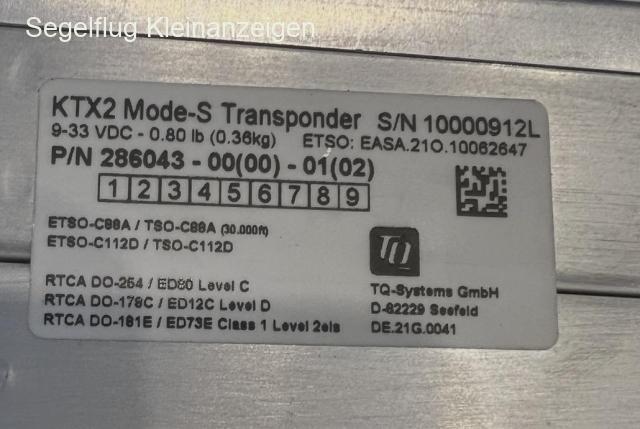 Segelflug Kleinanzeigen
KTX2 Mode-S Transponder S/N 10000912L
9-33 VDC - 0.80 lb (0.36kg) ETSO: EASA.21O.10062647
P/N 286043 - 00(00) - 01(02)
1 2 3 4 5 6 7 8 9
ETSO-C88A / TSO-C88A (30.000ft)
ETSO-C112D / TSO-C112D
TQ
RTCA DO-254 / ED80 Level C
RTCA DO-178C / ED12C Level D
RTCA DO-181E / ED73E Class 1 Level 2els
TQ-Systems GmbH
D-82229 Seefeld
DE.21G.0041